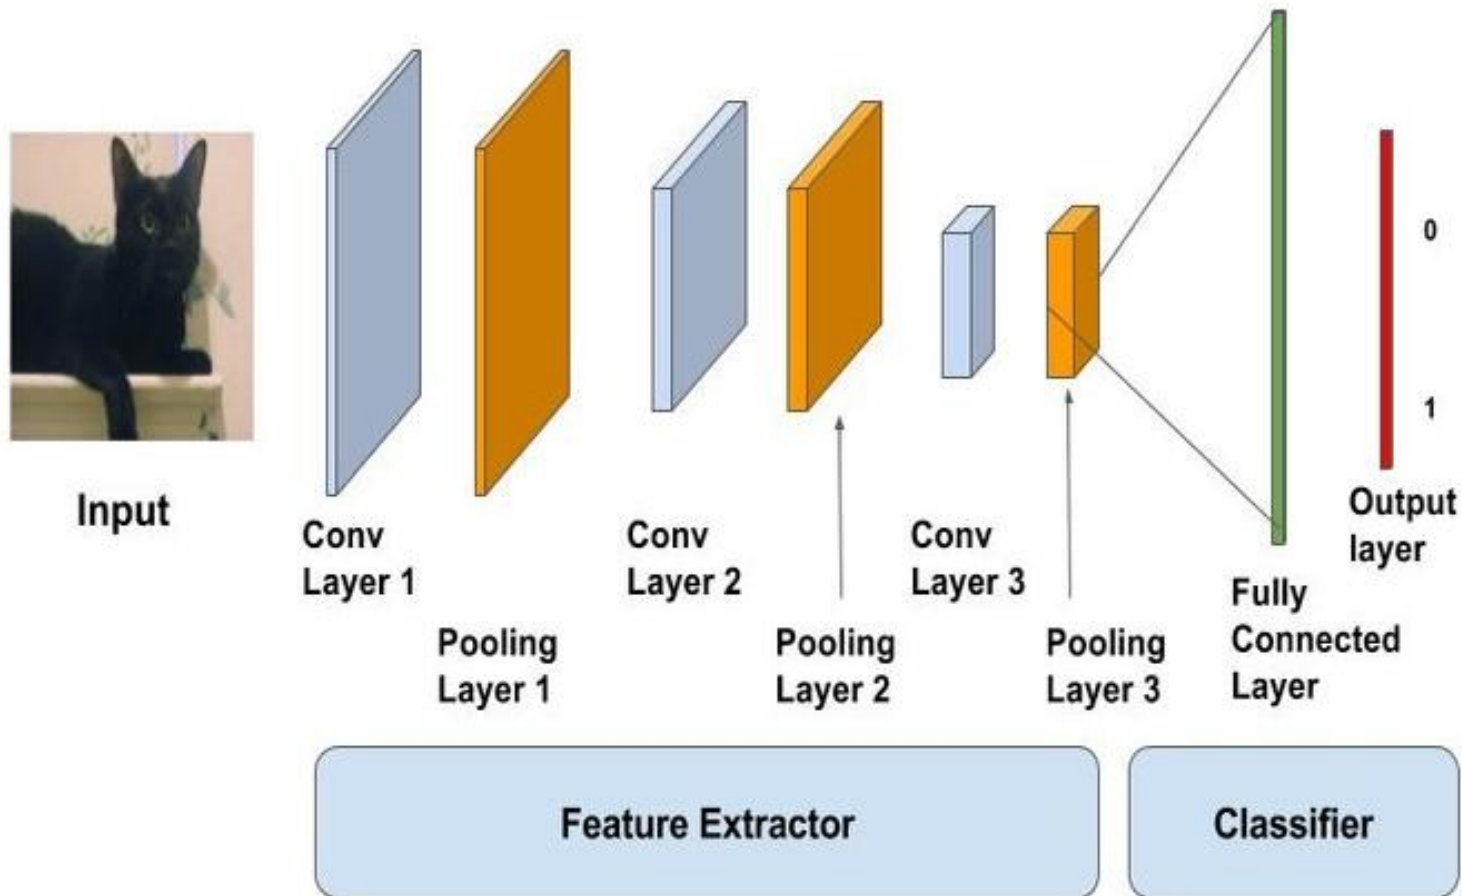 0
1
Input
Conv
Layer 1
Pooling
Layer 1
Conv
Layer 2
Pooling
Layer 2
Conv
Layer 3
Pooling
Layer 3
Fully
Connected
Layer
Output
layer
Feature Extractor
Classifier